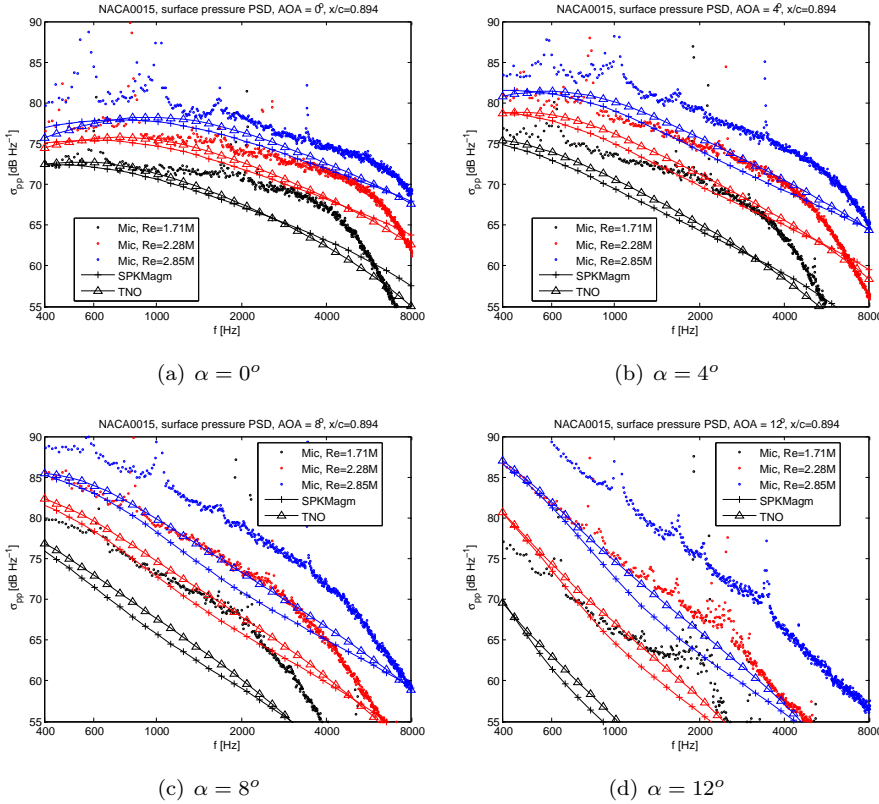 NACA0015, surface pressure PSD, AOA = 0º, x/c=0.894
90
85
80
75
70
65
60
55
σpp [dB Hz⁻¹]
Mic, Re=1.71M
Mic, Re=2.28M
Mic, Re=2.85M
SPKMagm
TNO
400 600 1000 2000 4000 8000
f [Hz]
(a) α = 0º
NACA0015, surface pressure PSD, AOA = 4º, x/c=0.894
90
85
80
75
70
65
60
55
σpp [dB Hz⁻¹]
Mic, Re=1.71M
Mic, Re=2.28M
Mic, Re=2.85M
SPKMagm
TNO
400 600 1000 2000 4000 8000
f [Hz]
(b) α = 4º
NACA0015, surface pressure PSD, AOA = 8º, x/c=0.894
90
85
80
75
70
65
60
55
σpp [dB Hz⁻¹]
Mic, Re=1.71M
Mic, Re=2.28M
Mic, Re=2.85M
SPKMagm
TNO
400 600 1000 2000 4000 8000
f [Hz]
(c) α = 8º
NACA0015, surface pressure PSD, AOA = 12º, x/c=0.894
90
85
80
75
70
65
60
55
σpp [dB Hz⁻¹]
Mic, Re=1.71M
Mic, Re=2.28M
Mic, Re=2.85M
SPKMagm
TNO
400 600 1000 2000 4000 8000
f [Hz]
(d) α = 12º